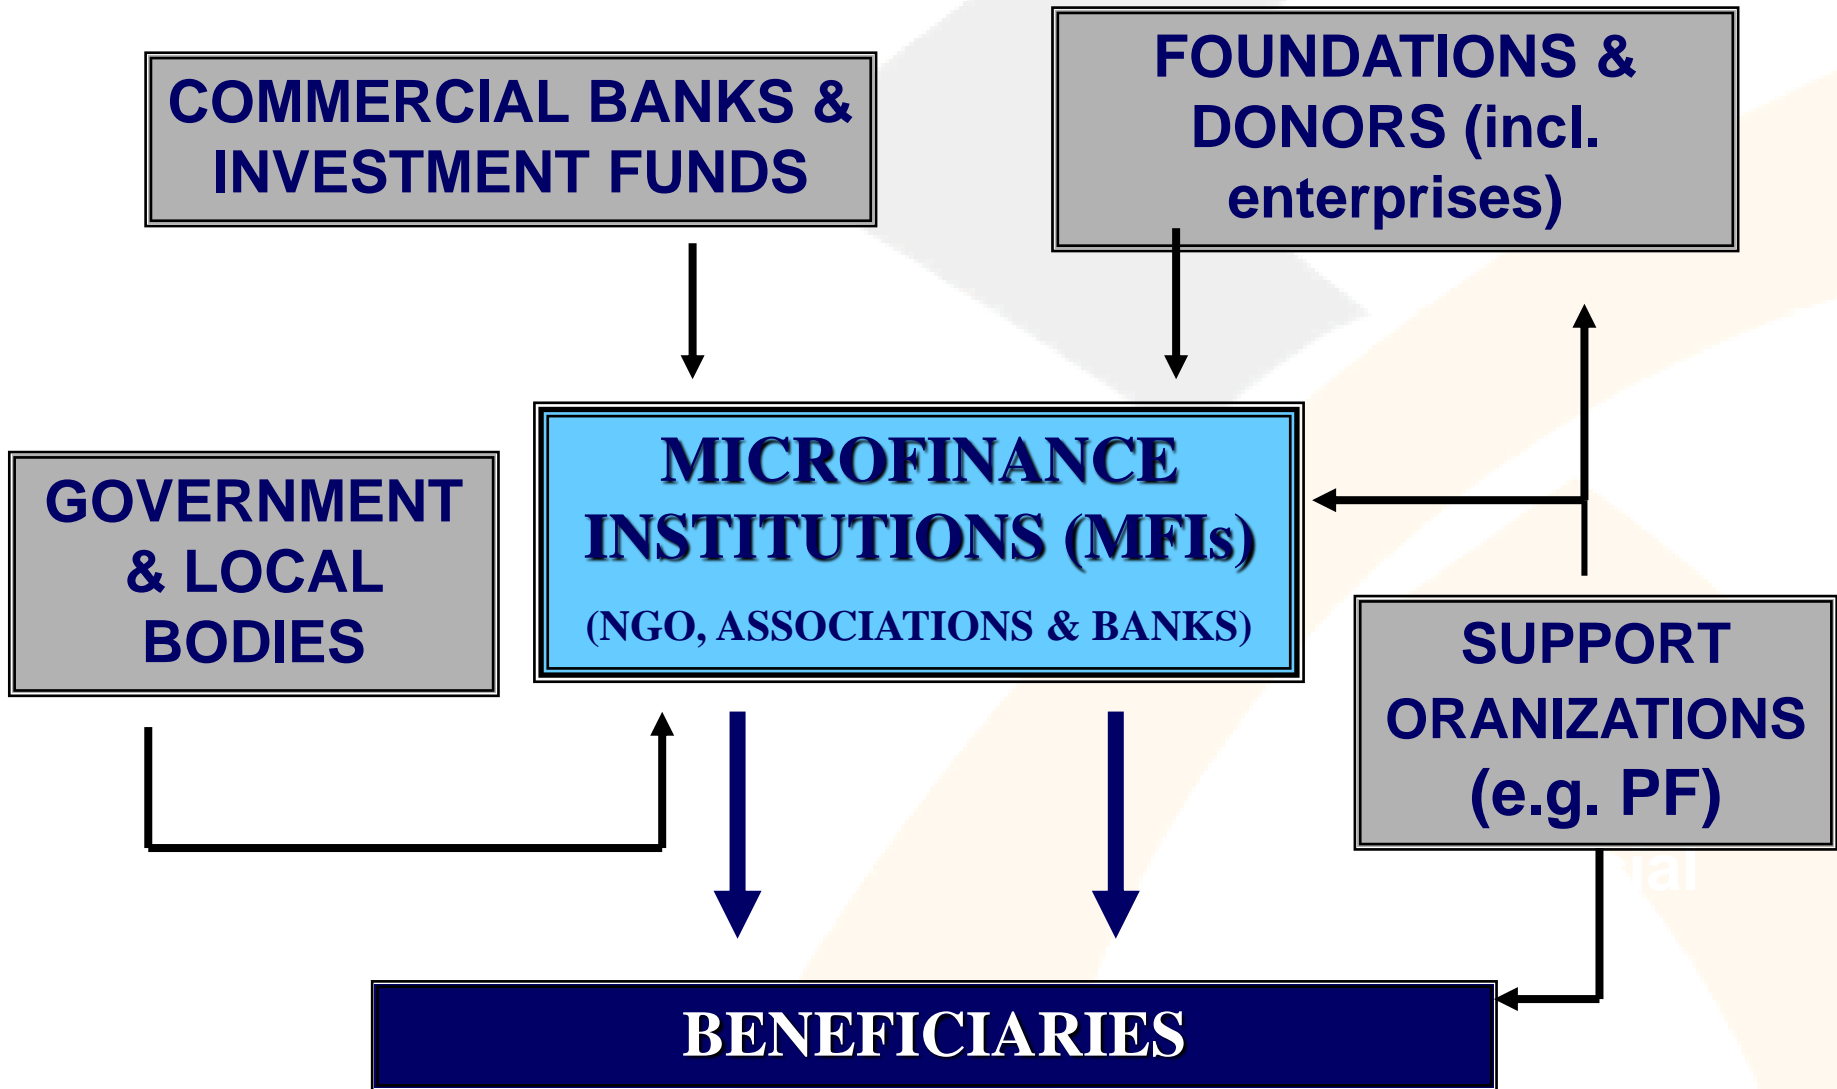 COMMERCIAL BANKS &
INVESTMENT FUNDS
FOUNDATIONS &
DONORS (incl.
enterprises)
MICROFINANCE
INSTITUTIONS (MFIs)
(NGO, ASSOCIATIONS & BANKS)
GOVERNMENT
& LOCAL
BODIES
SUPPORT
ORANIZATIONS
(e.g. PF)
BENEFICIARIES